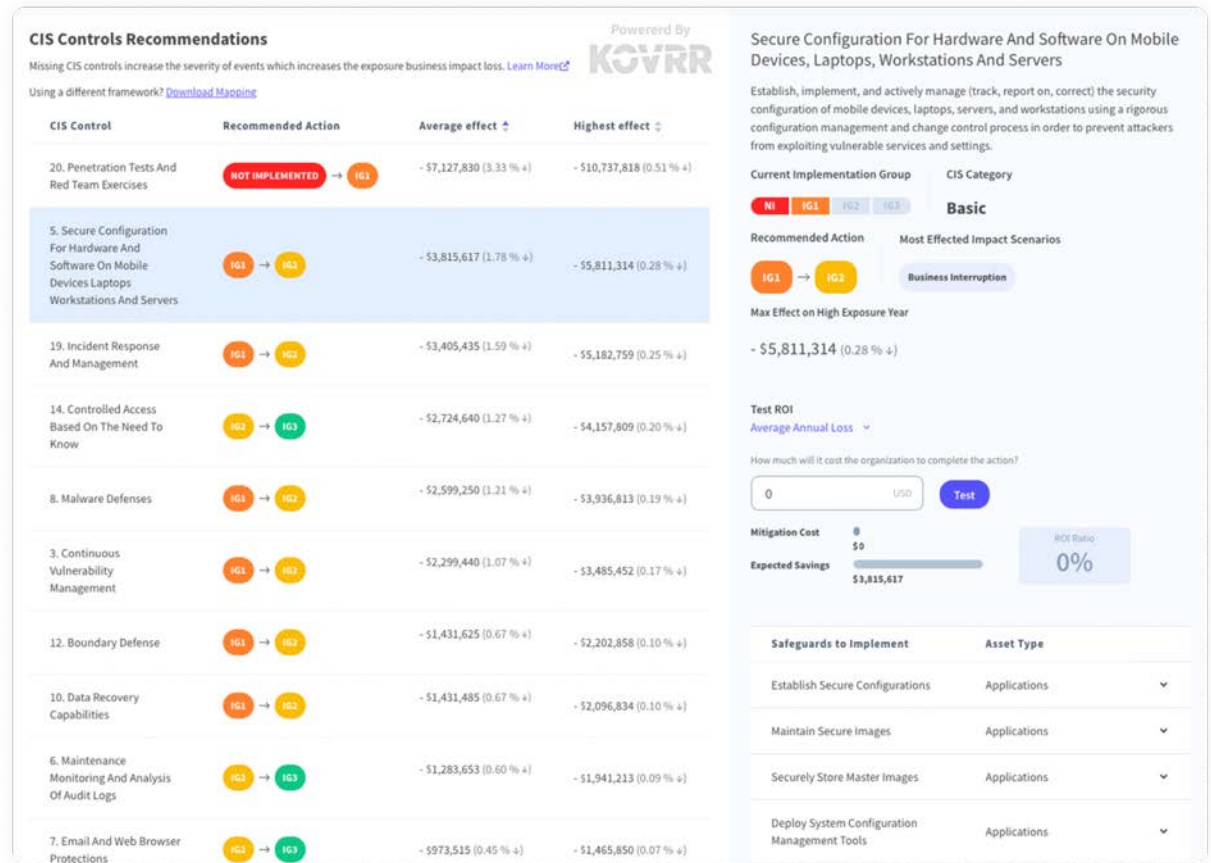 CIS Controls Recommendations
Powererd By
KOVRR
Missing CIS controls increase the severity of events which increases the exposure business impact loss. Learn More
Using a different framework? Download Mapping
CIS Control Recommended Action Average effect Highest effect
20. Penetration Tests And
Red Team Exercises
NOT IMPLEMENTED → IG1
- $7,127,830 (3.33 % ↓)
- $10,737,818 (0.51 % ↓)
5. Secure Configuration
For Hardware And
Software On Mobile
Devices Laptops
Workstations And Servers
IG1 → IG2
- $3,815,617 (1.78 % ↓)
- $5,811,314 (0.28 % ↓)
19. Incident Response
And Management
IG1 → IG2
- $3,405,435 (1.59 % ↓)
- $5,182,759 (0.25 % ↓)
14. Controlled Access
Based On The Need To
Know
IG2 → IG3
- $2,724,640 (1.27 % ↓)
- $4,157,809 (0.20 % ↓)
8. Malware Defenses
IG1 → IG2
- $2,599,250 (1.21 % ↓)
- $3,936,813 (0.19 % ↓)
3. Continuous
Vulnerability
Management
IG1 → IG2
- $2,299,440 (1.07 % ↓)
- $3,485,452 (0.17 % ↓)
12. Boundary Defense
IG1 → IG2
- $1,431,625 (0.67 % ↓)
- $2,202,858 (0.10 % ↓)
10. Data Recovery
Capabilities
IG1 → IG2
- $1,431,485 (0.67 % ↓)
- $2,096,834 (0.10 % ↓)
6. Maintenance
Monitoring And Analysis
Of Audit Logs
IG2 → IG3
- $1,283,653 (0.60 % ↓)
- $1,941,213 (0.09 % ↓)
7. Email And Web Browser
Protections
IG2 → IG3
- $973,515 (0.45 % ↓)
- $1,465,850 (0.07 % ↓)
Secure Configuration For Hardware And Software On Mobile
Devices, Laptops, Workstations And Servers
Establish, implement, and actively manage (track, report on, correct) the security
configuration of mobile devices, laptops, servers, and workstations using a rigorous
configuration management and change control process in order to prevent attackers
from exploiting vulnerable services and settings.
Current Implementation Group
NI IG1 IG2 IG3
CIS Category
Basic
Recommended Action
IG1 → IG2
Most Effected Impact Scenarios
Business Interruption
Max Effect on High Exposure Year
- $5,811,314 (0.28 % ↓)
Test ROI
Average Annual Loss
How much will it cost the organization to complete the action?
0 USD
Test
Mitigation Cost
$0
Expected Savings
$3,815,617
ROI Ratio
0%
Safeguards to Implement Asset Type
Establish Secure Configurations Applications
Maintain Secure Images Applications
Securely Store Master Images Applications
Deploy System Configuration
Management Tools
Applications